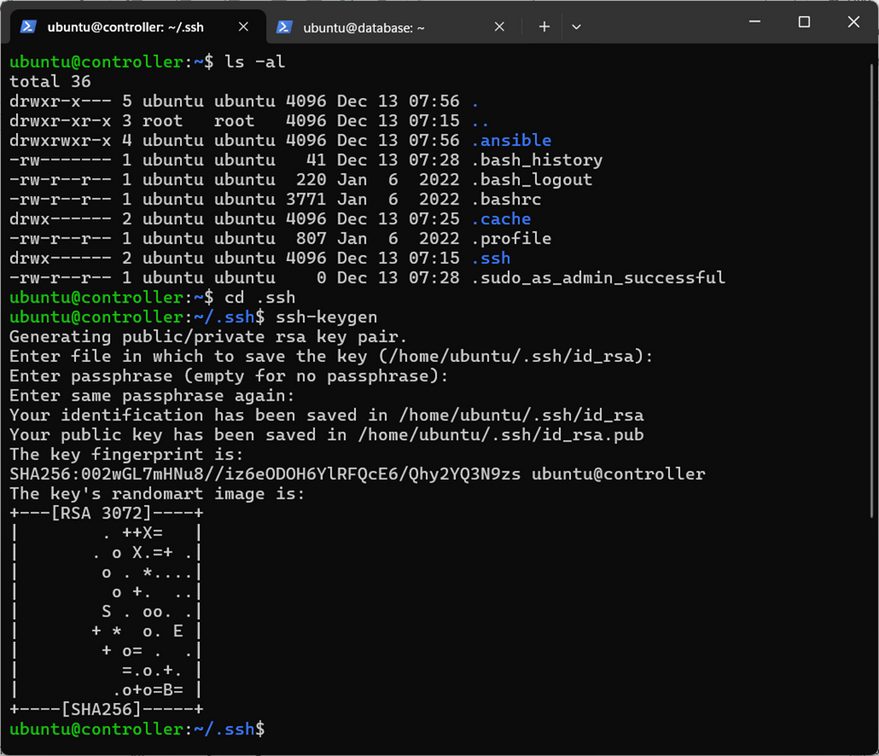 ubuntu@controller: ~/.ssh
ubuntu@database: ~
ubuntu@controller:~$ ls -al
total 36
drwxr-x--- 5 ubuntu ubuntu 4096 Dec 13 07:56 .
drwxr-xr-x 3 root   root   4096 Dec 13 07:15 ..
drwxrwxr-x 4 ubuntu ubuntu 4096 Dec 13 07:56 .ansible
-rw------- 1 ubuntu ubuntu   41 Dec 13 07:28 .bash_history
-rw-r--r-- 1 ubuntu ubuntu  220 Jan  6  2022 .bash_logout
-rw-r--r-- 1 ubuntu ubuntu 3771 Jan  6  2022 .bashrc
drwx------ 2 ubuntu ubuntu 4096 Dec 13 07:25 .cache
-rw-r--r-- 1 ubuntu ubuntu  807 Jan  6  2022 .profile
drwx------ 2 ubuntu ubuntu 4096 Dec 13 07:15 .ssh
-rw-r--r-- 1 ubuntu ubuntu    0 Dec 13 07:28 .sudo_as_admin_successful
ubuntu@controller:~$ cd .ssh
ubuntu@controller:~/.ssh$ ssh-keygen
Generating public/private rsa key pair.
Enter file in which to save the key (/home/ubuntu/.ssh/id_rsa):
Enter passphrase (empty for no passphrase):
Enter same passphrase again:
Your identification has been saved in /home/ubuntu/.ssh/id_rsa
Your public key has been saved in /home/ubuntu/.ssh/id_rsa.pub
The key fingerprint is:
SHA256:002wGL7mHNu8//iz6eODOH6YlRFQcE6/Qhy2YQ3N9zs ubuntu@controller
The key's randomart image is:
+---[RSA 3072]----+
|         . ++X=   |
|        . o X.=+ .|
|         o . *....|
|          o +.  ..|
|         S . oo. .|
|        + *  o. E |
|         + o= .  .|
|           =.o.+. |
|          .o+o=B= |
+----[SHA256]-----+
ubuntu@controller:~/.ssh$